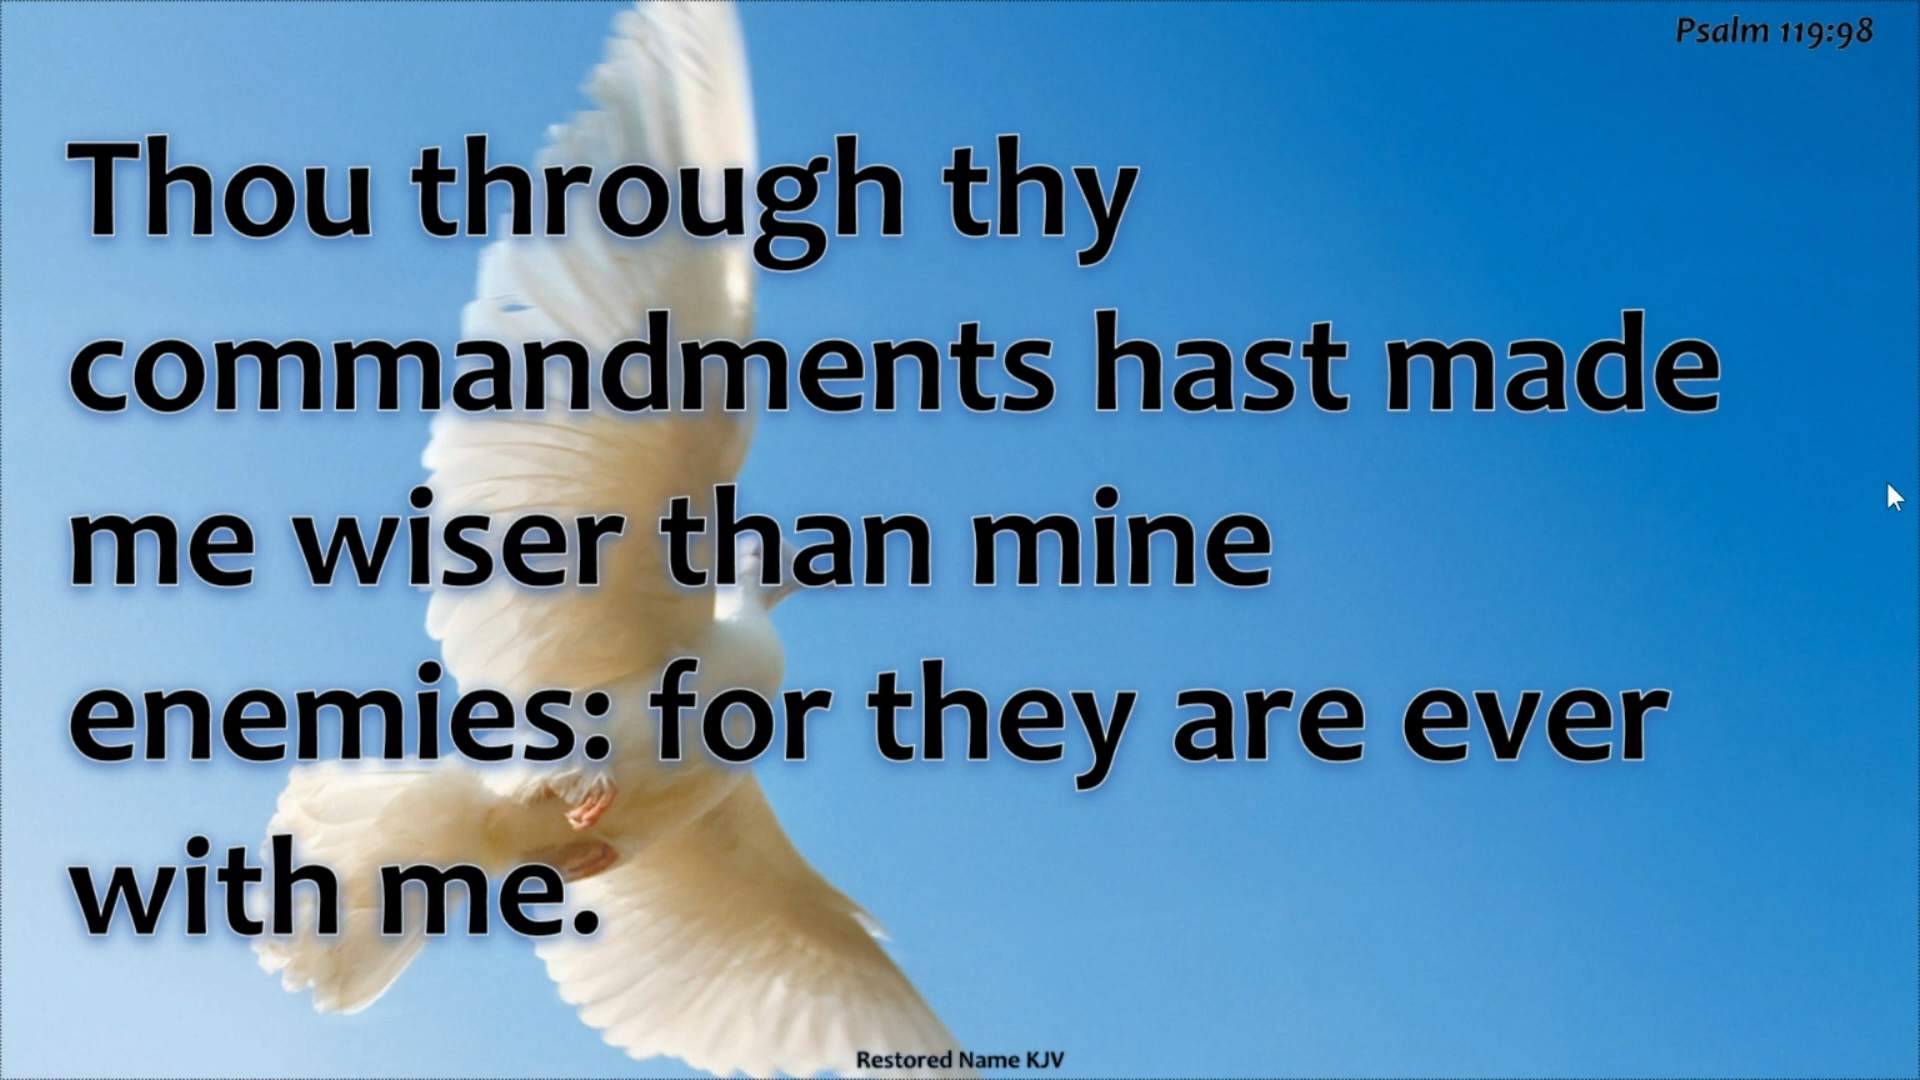 Psalm 119:98
Thou through thy
commandments hast made
me wiser than mine
enemies: for they are ever
with me.
Restored Name KJV